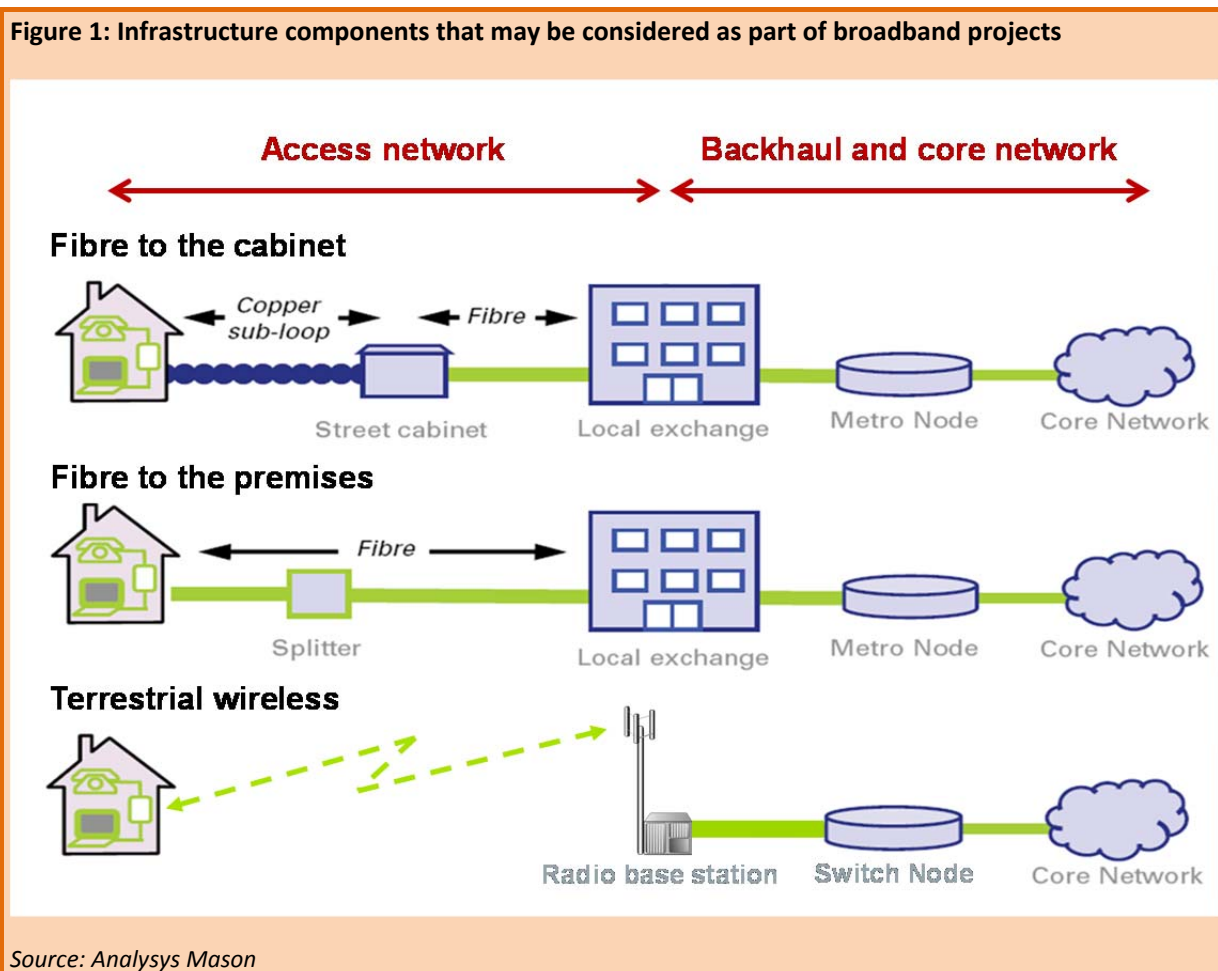 Figure 1: Infrastructure components that may be considered as part of broadband projects
Access network
Backhaul and core network
Fibre to the cabinet
Copper
sub-loop
Fibre
Street cabinet
Local exchange
Metro Node
Core Network
Fibre to the premises
Fibre
Splitter
Local exchange
Metro Node
Core Network
Terrestrial wireless
Radio base station
Switch Node
Core Network
Source: Analysys Mason